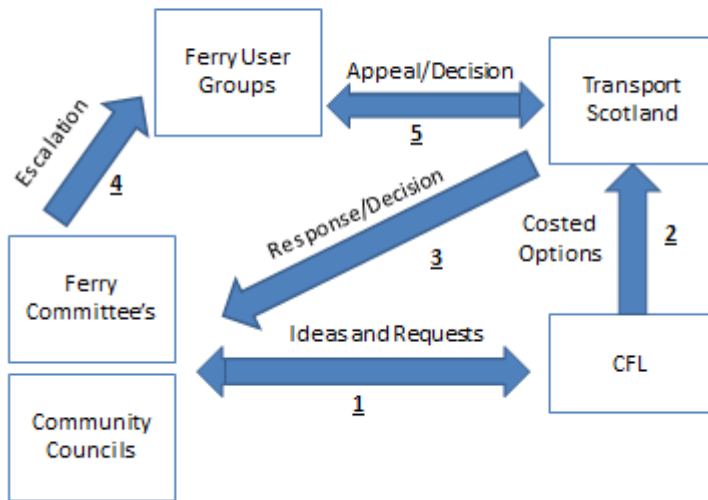 Ferry User
Groups
Appeal/Decision
5
Transport
Scotland
Escalation
4
Response/Decision
3
Costed
Options
2
Ferry
Committee's
Ideas and Requests
1
CFL
Community
Councils